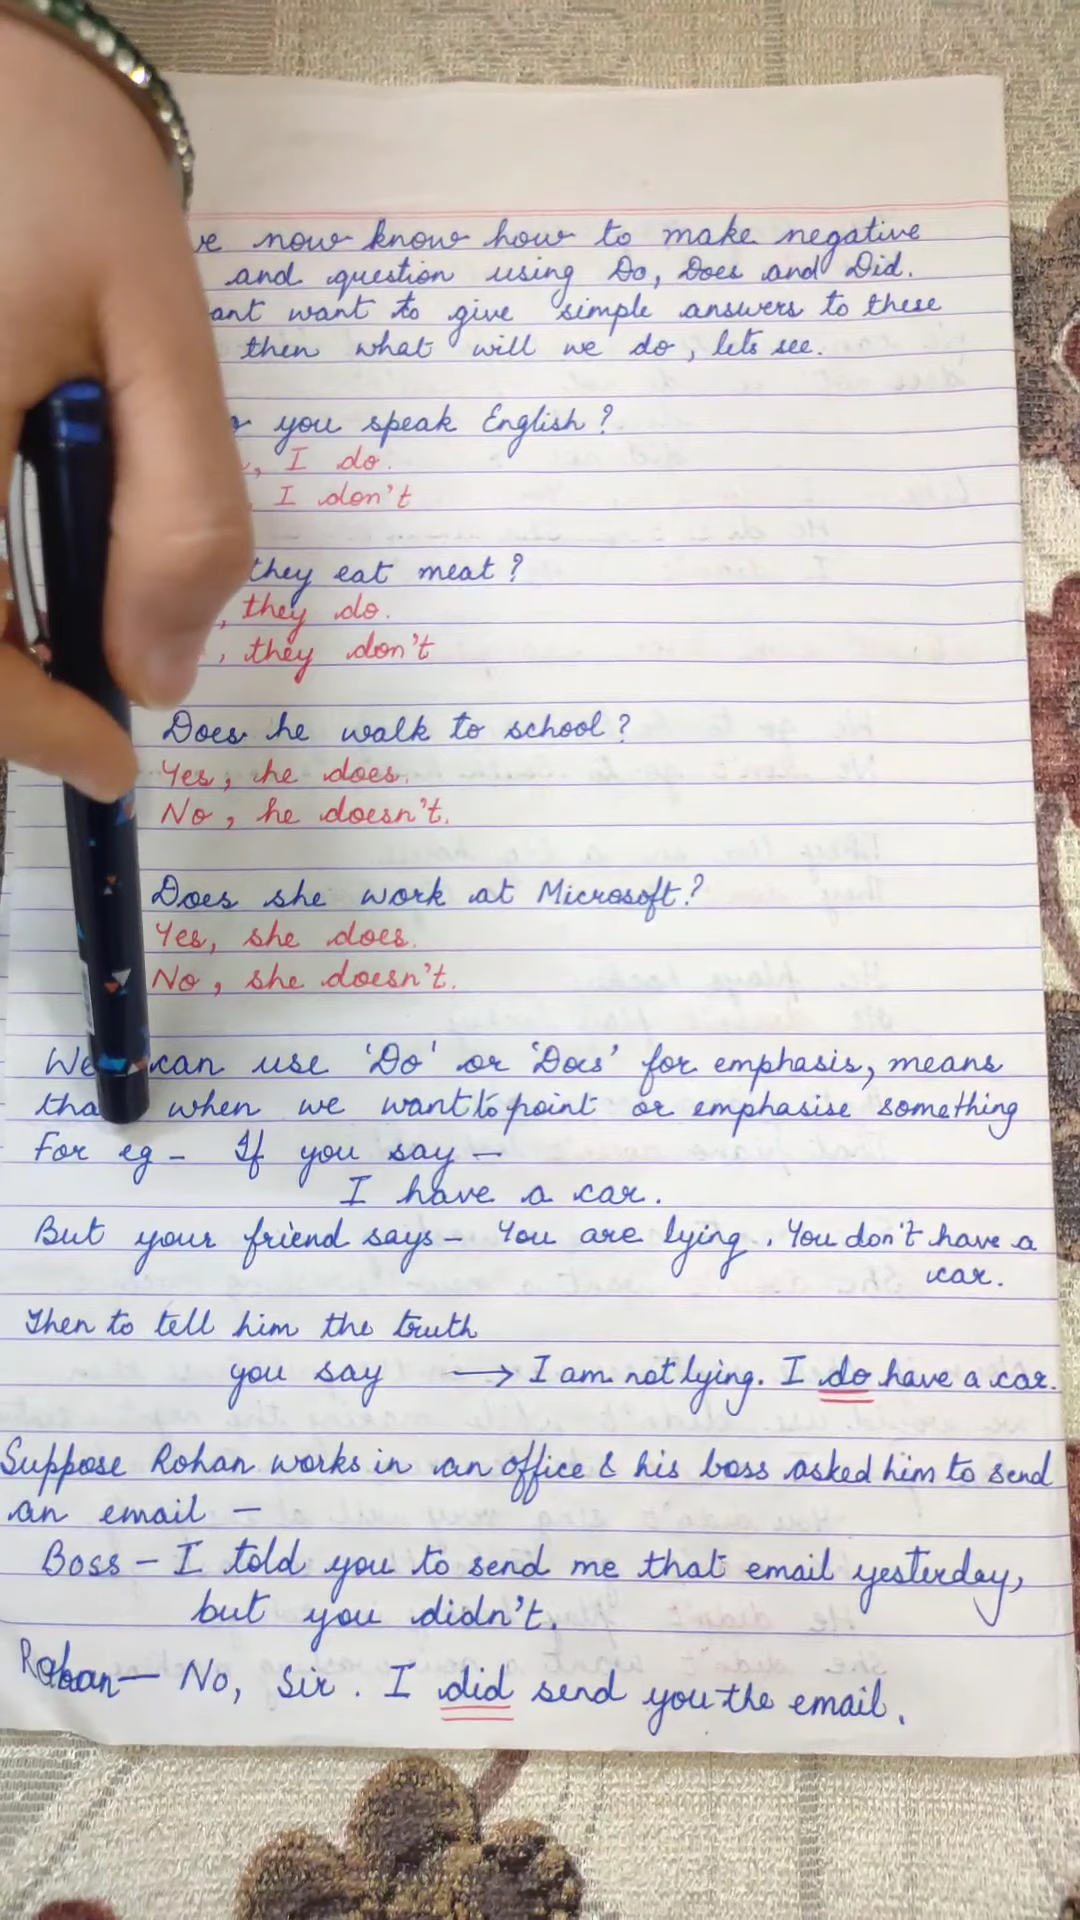 now know how to make negative
and question using Do, Does and Did.
want to give simple answers to these
then what will we do, lets see.
you speak English?
, I do.
I don't
they eat meat?
, they do.
, they don't
Does he walk to school?
Yes, he does.
No, he doesn't.
Does she work at Microsoft?
Yes, she does.
No, she doesn't.
We can use 'Do' or 'Does' for emphasis, means
when we want to point or emphasise something
For eg - If you say -
I have a car.
But your friend says - You are lying. You don't have a
car.
Then to tell him the truth
you say → I am not lying. I do have a car.
Suppose Rohan works in an office & his boss asked him to send
an email -
Boss - I told you to send me that email yesterday,
but you didn't.
Rohan - No, Sir. I did send you the email.